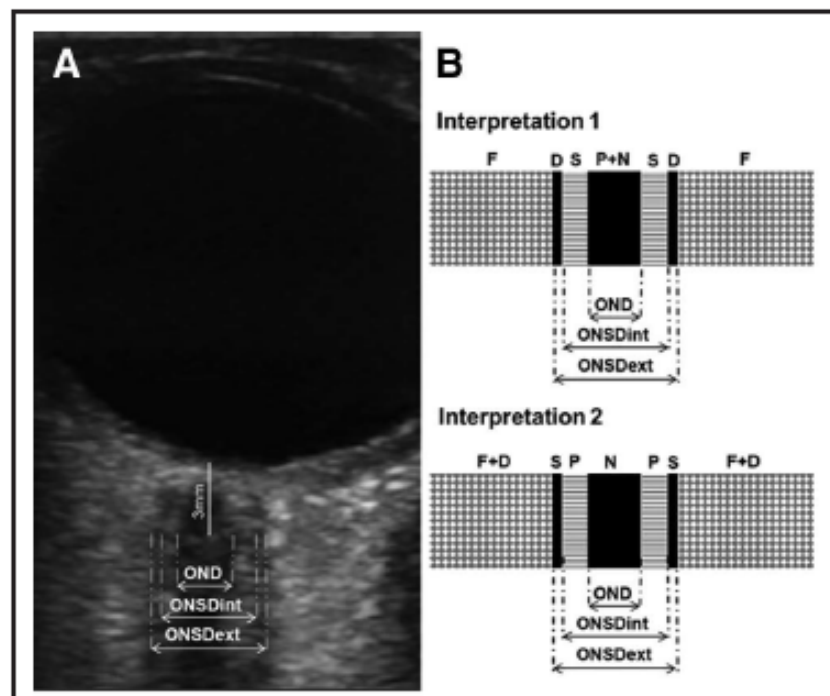 A
3mm
OND
ONSDint
ONSDext
B
Interpretation 1
F D S P+N S D F
OND
ONSDint
ONSDext
Interpretation 2
F+D S P N P S F+D
OND
ONSDint
ONSDext